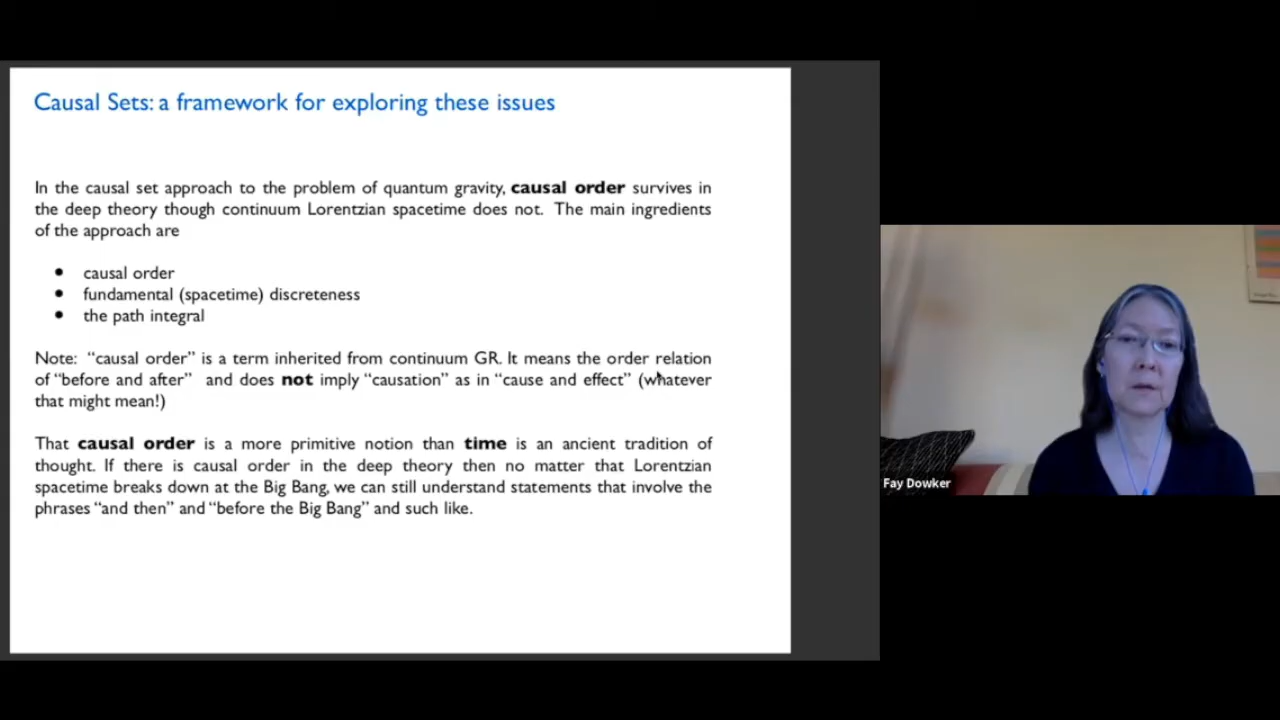 Causal Sets: a framework for exploring these issues
In the causal set approach to the problem of quantum gravity, causal order survives in
the deep theory though continuum Lorentzian spacetime does not. The main ingredients
of the approach are
• causal order
• fundamental (spacetime) discreteness
• the path integral
Note: “causal order” is a term inherited from continuum GR. It means the order relation
of “before and after” and does not imply “causation” as in “cause and effect” (whatever
that might mean!)
That causal order is a more primitive notion than time is an ancient tradition of
thought. If there is causal order in the deep theory then no matter that Lorentzian
spacetime breaks down at the Big Bang, we can still understand statements that involve the
phrases “and then” and “before the Big Bang” and such like.
Fay Dowker